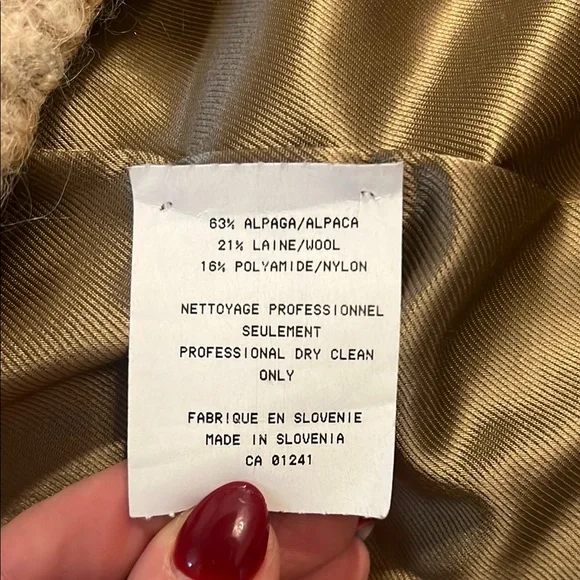 63% ALPAGA/ALPACA
21% LAINE/WOOL
16% POLYAMIDE/NYLON
NETTOYAGE PROFESSIONNEL
SEULEMENT
PROFESSIONAL DRY CLEAN
ONLY
FABRIQUE EN SLOVENIE
MADE IN SLOVENIA
CA 01241